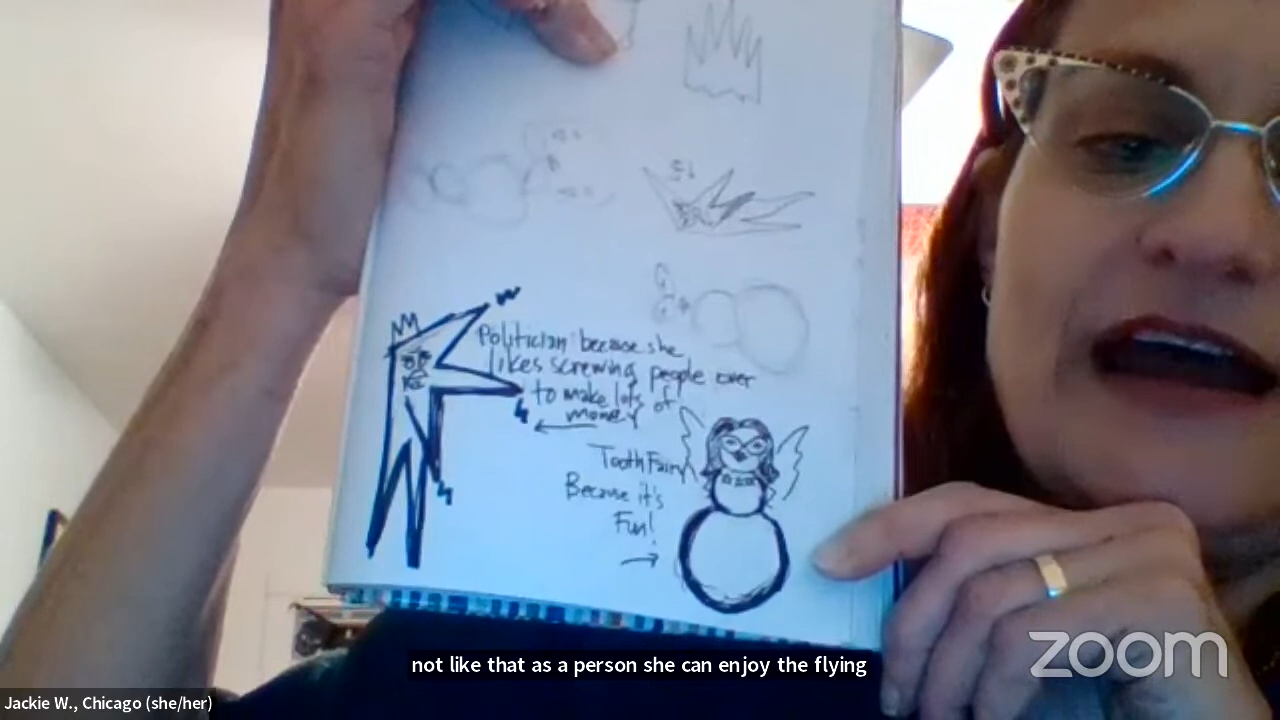 Politician because she
likes screwing people over
to make lots of
money
Tooth Fairy
Because it's
Fun!
not like that as a person she can enjoy the flying
zoom
Jackie W., Chicago (she/her)